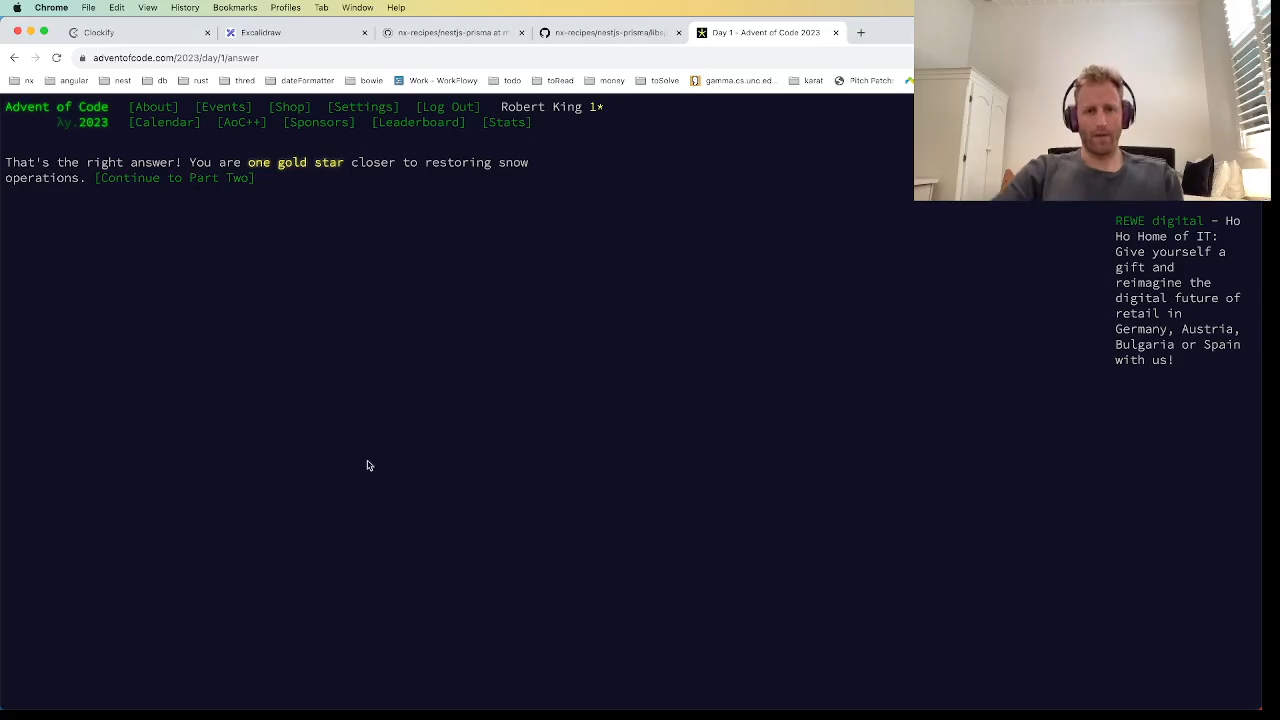 Chrome File Edit View History Bookmarks Profiles Tab Window Help
Clockify Excalidraw nx-recipes/nestjs-prisma at m nx-recipes/nestjs-prisma/libs/ Day 1 - Advent of Code 2023
adventofcode.com/2023/day/1/answer
nx angular nest db rust thred dateFormatter bowie Work - WorkFlowy todo toRead money toSolve gamma.cs.unc.ed... karat Pitch Patch:
Advent of Code [About] [Events] [Shop] [Settings] [Log Out] Robert King 1*
λy.2023 [Calendar] [AoC++] [Sponsors] [Leaderboard] [Stats]
That's the right answer! You are one gold star closer to restoring snow
operations. [Continue to Part Two]
REWE digital - Ho
Ho Home of IT:
Give yourself a
gift and
reimagine the
digital future of
retail in
Germany, Austria,
Bulgaria or Spain
with us!